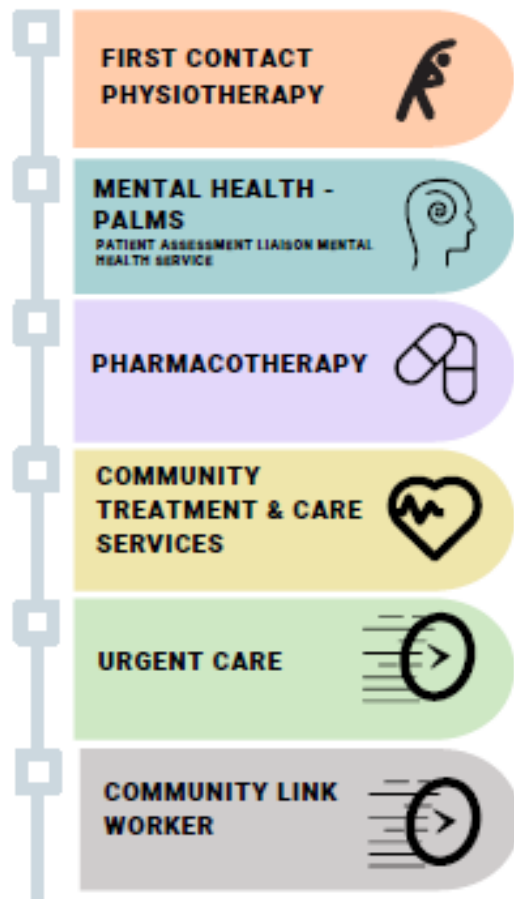 FIRST CONTACT
PHYSIOTHERAPY
MENTAL HEALTH -
PALMS
PATIENT ASSESSMENT LIAISON MENTAL
HEALTH SERVICE
PHARMACOTHERAPY
COMMUNITY
TREATMENT & CARE
SERVICES
URGENT CARE
COMMUNITY LINK
WORKER